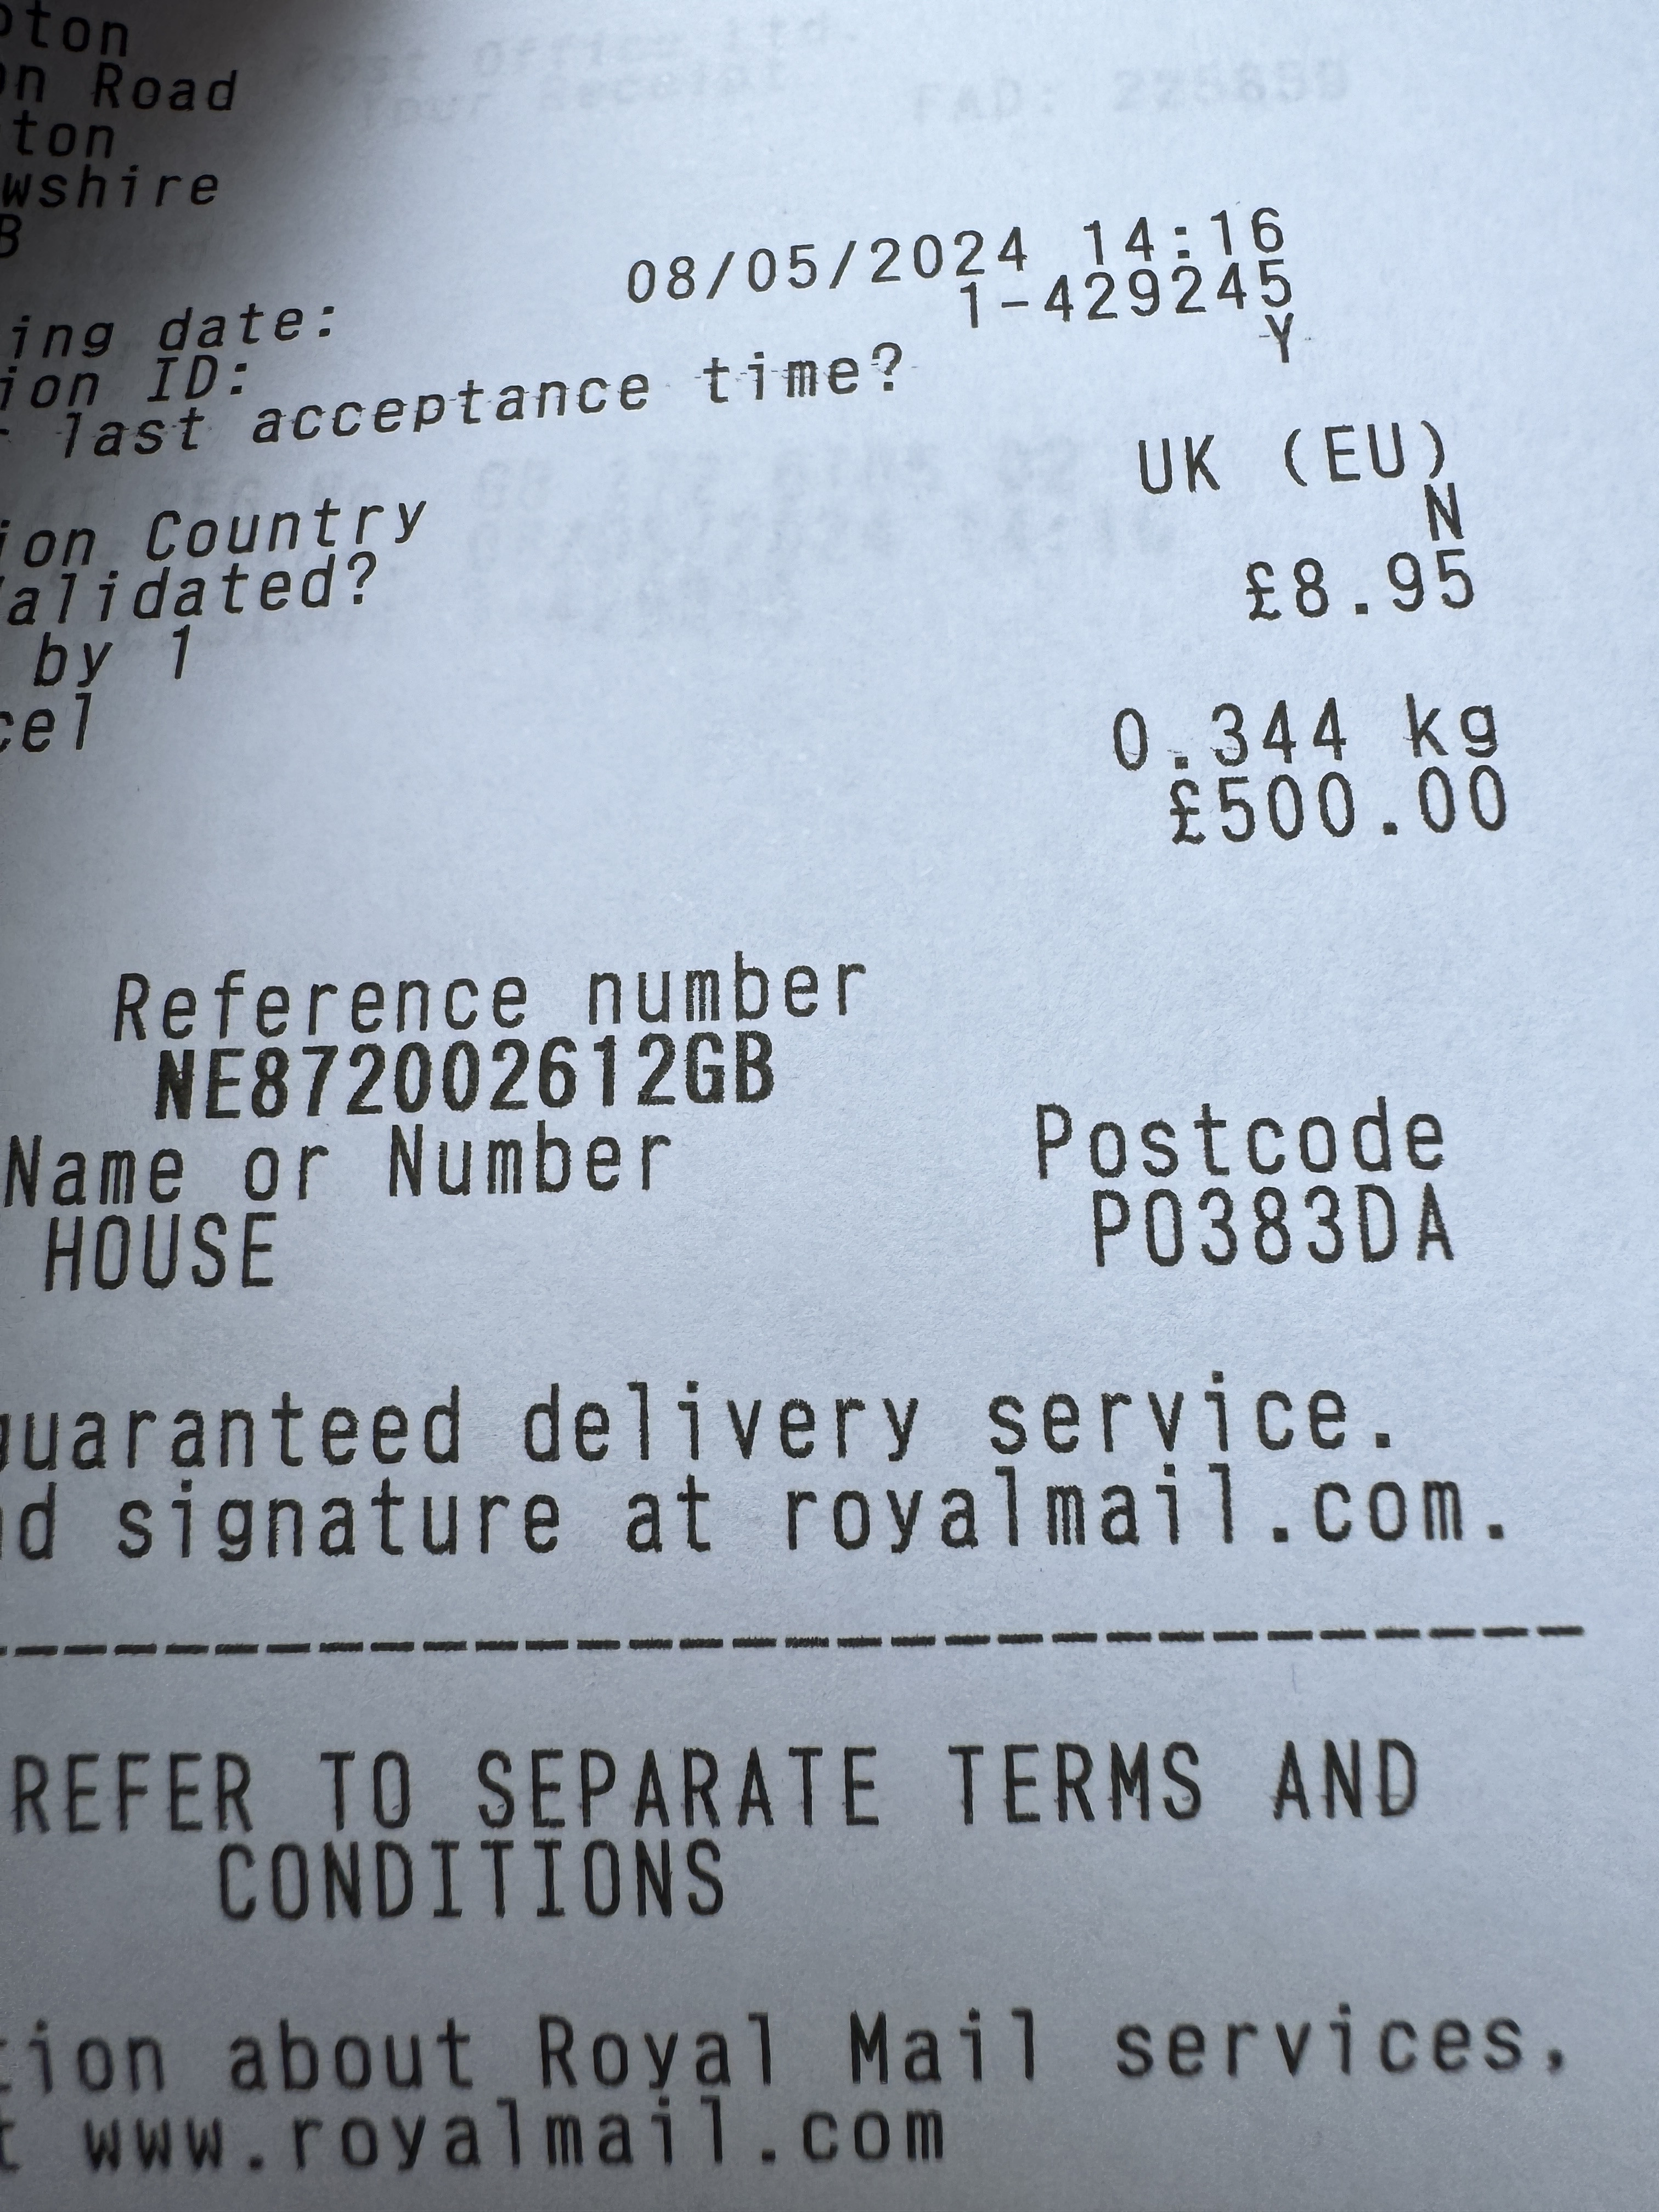 pton
on Road
ton
wshire
B
08/05/2024 14:16
ing date:
1-429245
ion ID:
Y
last acceptance time?
UK (EU)
ion Country
N
alidated?
£8.95
by 1
cel
0.344 kg
£500.00
Reference number
NE872002612GB
Name or Number
Postcode
HOUSE
PO383DA
guaranteed delivery service.
nd signature at royalmail.com.
--------------------------------
REFER TO SEPARATE TERMS AND
CONDITIONS
tion about Royal Mail services,
t www.royalmail.com